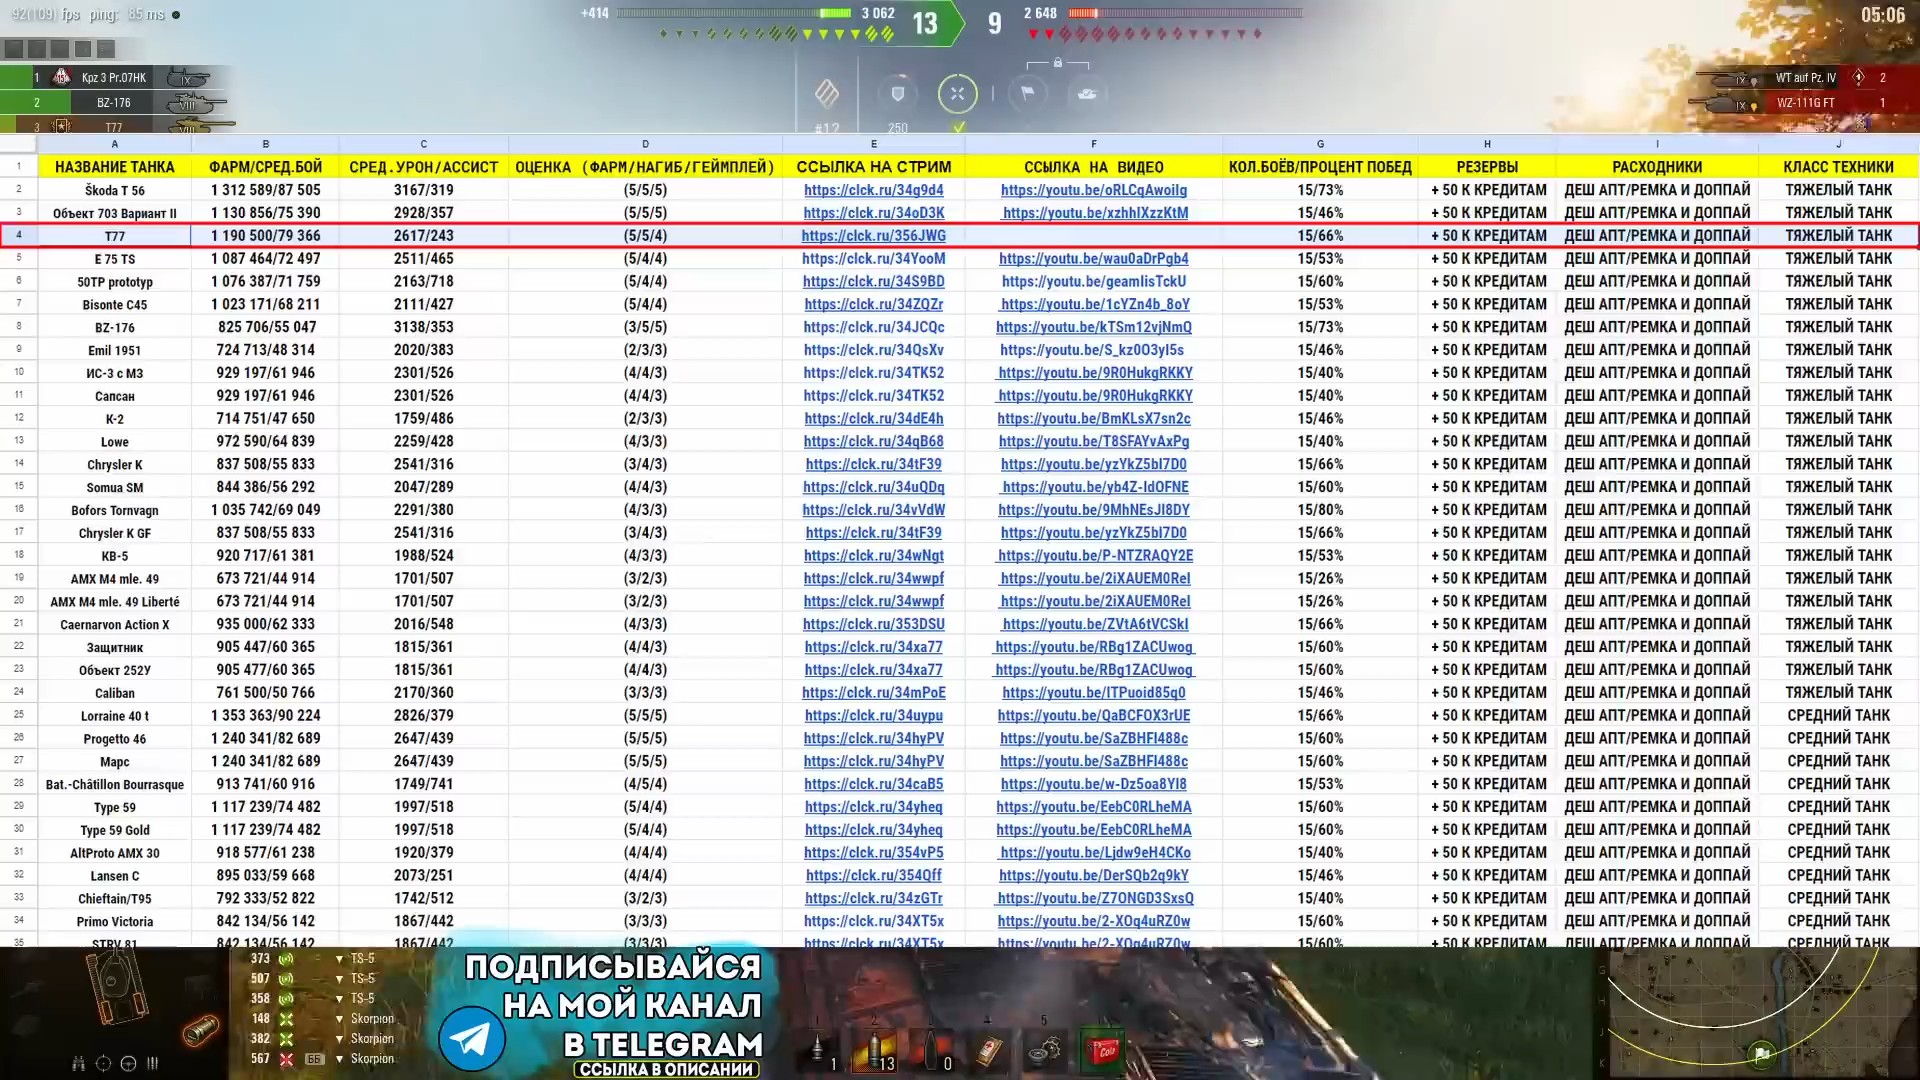 92(109) fps ping: 85 ms
+414 3 062 13 9 2 648 05:06
1 Kpz 3 Pr.07HK IX
2 BZ-176 VIII
3 T77 VIII
IX WT auf Pz. IV 2
IX WZ-111G FT 1
#12 250
A B C D E F G H I J
1 НАЗВАНИЕ ТАНКА ФАРМ/СРЕД.БОЙ СРЕД.УРОН/АССИСТ ОЦЕНКА (ФАРМ/НАГИБ/ГЕЙМПЛЕЙ) ССЫЛКА НА СТРИМ ССЫЛКА НА ВИДЕО КОЛ.БОЁВ/ПРОЦЕНТ ПОБЕД РЕЗЕРВЫ РАСХОДНИКИ КЛАСС ТЕХНИКИ
2 Škoda T 56 1 312 589/87 505 3167/319 (5/5/5) https://clck.ru/34g9d4 https://youtu.be/oRLCqAwoiIg 15/73% + 50 К КРЕДИТАМ ДЕШ АПТ/РЕМКА И ДОППАЙ ТЯЖЕЛЫЙ ТАНК
3 Объект 703 Вариант II 1 130 856/75 390 2928/357 (5/5/5) https://clck.ru/34oD3K https://youtu.be/xzhhIXzzKtM 15/46% + 50 К КРЕДИТАМ ДЕШ АПТ/РЕМКА И ДОППАЙ ТЯЖЕЛЫЙ ТАНК
4 T77 1 190 500/79 366 2617/243 (5/5/4) https://clck.ru/356JWG 15/66% + 50 К КРЕДИТАМ ДЕШ АПТ/РЕМКА И ДОППАЙ ТЯЖЕЛЫЙ ТАНК
5 E 75 TS 1 087 464/72 497 2511/465 (5/4/4) https://clck.ru/34YooM https://youtu.be/wau0aDrPgb4 15/53% + 50 К КРЕДИТАМ ДЕШ АПТ/РЕМКА И ДОППАЙ ТЯЖЕЛЫЙ ТАНК
6 50TP prototyp 1 076 387/71 759 2163/718 (5/4/4) https://clck.ru/34S9BD https://youtu.be/geamIisTckU 15/60% + 50 К КРЕДИТАМ ДЕШ АПТ/РЕМКА И ДОППАЙ ТЯЖЕЛЫЙ ТАНК
7 Bisonte C45 1 023 171/68 211 2111/427 (5/4/4) https://clck.ru/34ZQZr https://youtu.be/1cYZn4b_8oY 15/53% + 50 К КРЕДИТАМ ДЕШ АПТ/РЕМКА И ДОППАЙ ТЯЖЕЛЫЙ ТАНК
8 BZ-176 825 706/55 047 3138/353 (3/5/5) https://clck.ru/34JCQc https://youtu.be/kTSm12vjNmQ 15/73% + 50 К КРЕДИТАМ ДЕШ АПТ/РЕМКА И ДОППАЙ ТЯЖЕЛЫЙ ТАНК
9 Emil 1951 724 713/48 314 2020/383 (2/3/3) https://clck.ru/34QsXv https://youtu.be/S_kz0O3yI5s 15/46% + 50 К КРЕДИТАМ ДЕШ АПТ/РЕМКА И ДОППАЙ ТЯЖЕЛЫЙ ТАНК
10 ИС-3 с МЗ 929 197/61 946 2301/526 (4/4/3) https://clck.ru/34TK52 https://youtu.be/9R0HukgRKKY 15/40% + 50 К КРЕДИТАМ ДЕШ АПТ/РЕМКА И ДОППАЙ ТЯЖЕЛЫЙ ТАНК
11 Сапсан 929 197/61 946 2301/526 (4/4/3) https://clck.ru/34TK52 https://youtu.be/9R0HukgRKKY 15/40% + 50 К КРЕДИТАМ ДЕШ АПТ/РЕМКА И ДОППАЙ ТЯЖЕЛЫЙ ТАНК
12 К-2 714 751/47 650 1759/486 (2/3/3) https://clck.ru/34dE4h https://youtu.be/BmKLsX7sn2c 15/46% + 50 К КРЕДИТАМ ДЕШ АПТ/РЕМКА И ДОППАЙ ТЯЖЕЛЫЙ ТАНК
13 Lowe 972 590/64 839 2259/428 (4/3/3) https://clck.ru/34qB68 https://youtu.be/T8SFAYvAxPg 15/40% + 50 К КРЕДИТАМ ДЕШ АПТ/РЕМКА И ДОППАЙ ТЯЖЕЛЫЙ ТАНК
14 Chrysler K 837 508/55 833 2541/316 (3/4/3) https://clck.ru/34tF39 https://youtu.be/yzYkZ5bI7D0 15/66% + 50 К КРЕДИТАМ ДЕШ АПТ/РЕМКА И ДОППАЙ ТЯЖЕЛЫЙ ТАНК
15 Somua SM 844 386/56 292 2047/289 (4/4/3) https://clck.ru/34uQDq https://youtu.be/yb4Z-IdOFNE 15/60% + 50 К КРЕДИТАМ ДЕШ АПТ/РЕМКА И ДОППАЙ ТЯЖЕЛЫЙ ТАНК
16 Bofors Tornvagn 1 035 742/69 049 2291/380 (4/3/3) https://clck.ru/34vVdW https://youtu.be/9MhNEsJI8DY 15/80% + 50 К КРЕДИТАМ ДЕШ АПТ/РЕМКА И ДОППАЙ ТЯЖЕЛЫЙ ТАНК
17 Chrysler K GF 837 508/55 833 2541/316 (3/4/3) https://clck.ru/34tF39 https://youtu.be/yzYkZ5bI7D0 15/66% + 50 К КРЕДИТАМ ДЕШ АПТ/РЕМКА И ДОППАЙ ТЯЖЕЛЫЙ ТАНК
18 КВ-5 920 717/61 381 1988/524 (4/3/3) https://clck.ru/34wNgt https://youtu.be/P-NTZRAQY2E 15/53% + 50 К КРЕДИТАМ ДЕШ АПТ/РЕМКА И ДОППАЙ ТЯЖЕЛЫЙ ТАНК
19 AMX M4 mle. 49 673 721/44 914 1701/507 (3/2/3) https://clck.ru/34wwpf https://youtu.be/2iXAUEM0ReI 15/26% + 50 К КРЕДИТАМ ДЕШ АПТ/РЕМКА И ДОППАЙ ТЯЖЕЛЫЙ ТАНК
20 AMX M4 mle. 49 Liberté 673 721/44 914 1701/507 (3/2/3) https://clck.ru/34wwpf https://youtu.be/2iXAUEM0ReI 15/26% + 50 К КРЕДИТАМ ДЕШ АПТ/РЕМКА И ДОППАЙ ТЯЖЕЛЫЙ ТАНК
21 Caernarvon Action X 935 000/62 333 2016/548 (4/3/3) https://clck.ru/353DSU https://youtu.be/ZVtA6tVCSkI 15/66% + 50 К КРЕДИТАМ ДЕШ АПТ/РЕМКА И ДОППАЙ ТЯЖЕЛЫЙ ТАНК
22 Защитник 905 447/60 365 1815/361 (4/4/3) https://clck.ru/34xa77 https://youtu.be/RBg1ZACUwog 15/60% + 50 К КРЕДИТАМ ДЕШ АПТ/РЕМКА И ДОППАЙ ТЯЖЕЛЫЙ ТАНК
23 Объект 252У 905 477/60 365 1815/361 (4/4/3) https://clck.ru/34xa77 https://youtu.be/RBg1ZACUwog 15/60% + 50 К КРЕДИТАМ ДЕШ АПТ/РЕМКА И ДОППАЙ ТЯЖЕЛЫЙ ТАНК
24 Caliban 761 500/50 766 2170/360 (3/3/3) https://clck.ru/34mPoE https://youtu.be/ITPuoid85q0 15/46% + 50 К КРЕДИТАМ ДЕШ АПТ/РЕМКА И ДОППАЙ ТЯЖЕЛЫЙ ТАНК
25 Lorraine 40 t 1 353 363/90 224 2826/379 (5/5/5) https://clck.ru/34uypu https://youtu.be/QaBCFOX3rUE 15/66% + 50 К КРЕДИТАМ ДЕШ АПТ/РЕМКА И ДОППАЙ СРЕДНИЙ ТАНК
26 Progetto 46 1 240 341/82 689 2647/439 (5/5/5) https://clck.ru/34hyPV https://youtu.be/SaZBHFI488c 15/60% + 50 К КРЕДИТАМ ДЕШ АПТ/РЕМКА И ДОППАЙ СРЕДНИЙ ТАНК
27 Марс 1 240 341/82 689 2647/439 (5/5/5) https://clck.ru/34hyPV https://youtu.be/SaZBHFI488c 15/60% + 50 К КРЕДИТАМ ДЕШ АПТ/РЕМКА И ДОППАЙ СРЕДНИЙ ТАНК
28 Bat.-Châtillon Bourrasque 913 741/60 916 1749/741 (4/5/4) https://clck.ru/34caB5 https://youtu.be/w-Dz5oa8YI8 15/53% + 50 К КРЕДИТАМ ДЕШ АПТ/РЕМКА И ДОППАЙ СРЕДНИЙ ТАНК
29 Type 59 1 117 239/74 482 1997/518 (5/4/4) https://clck.ru/34yheq https://youtu.be/EebC0RLheMA 15/60% + 50 К КРЕДИТАМ ДЕШ АПТ/РЕМКА И ДОППАЙ СРЕДНИЙ ТАНК
30 Type 59 Gold 1 117 239/74 482 1997/518 (5/4/4) https://clck.ru/34yheq https://youtu.be/EebC0RLheMA 15/60% + 50 К КРЕДИТАМ ДЕШ АПТ/РЕМКА И ДОППАЙ СРЕДНИЙ ТАНК
31 AltProto AMX 30 918 577/61 238 1920/379 (4/4/4) https://clck.ru/354vP5 https://youtu.be/Ljdw9eH4CKo 15/40% + 50 К КРЕДИТАМ ДЕШ АПТ/РЕМКА И ДОППАЙ СРЕДНИЙ ТАНК
32 Lansen C 895 033/59 668 2073/251 (4/4/4) https://clck.ru/354Qff https://youtu.be/DerSQb2q9kY 15/46% + 50 К КРЕДИТАМ ДЕШ АПТ/РЕМКА И ДОППАЙ СРЕДНИЙ ТАНК
33 Chieftain/T95 792 333/52 822 1742/512 (3/2/3) https://clck.ru/34zGTr https://youtu.be/Z7ONGD3SxsQ 15/40% + 50 К КРЕДИТАМ ДЕШ АПТ/РЕМКА И ДОППАЙ СРЕДНИЙ ТАНК
34 Primo Victoria 842 134/56 142 1867/442 (3/3/3) https://clck.ru/34XT5x https://youtu.be/2-XOq4uRZ0w 15/60% + 50 К КРЕДИТАМ ДЕШ АПТ/РЕМКА И ДОППАЙ СРЕДНИЙ ТАНК
35 STRV 81 842 134/56 142 1867/442 (3/3/3) https://clck.ru/34XT5x https://youtu.be/2-XOq4uRZ0w 15/60% + 50 К КРЕДИТАМ ДЕШ АПТ/РЕМКА И ДОППАЙ СРЕДНИЙ ТАНК
373 TS-5
507 TS-5
358 TS-5
148 Skorpion
382 Skorpion
567 ББ Skorpion
ПОДПИСЫВАЙСЯ
НА МОЙ КАНАЛ
В TELEGRAM
ССЫЛКА В ОПИСАНИИ
1 2 4 5
1 13 0 Cola